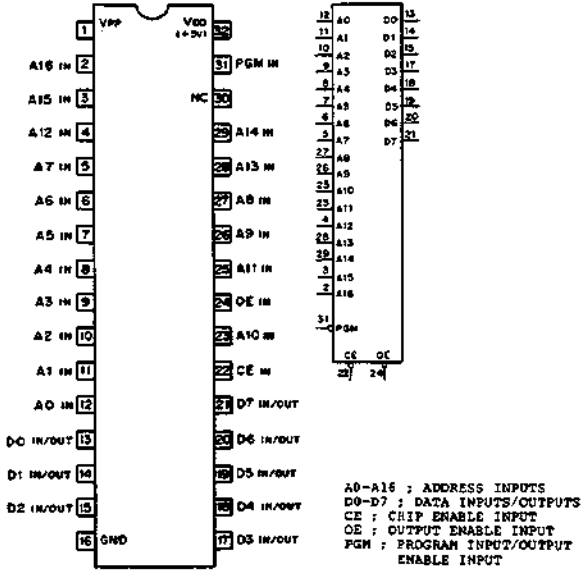 1 VPP VDD (+5V) 32
A16 IN 2 31 PGM IN
A15 IN 3 NC 30
A12 IN 4 29 A14 IN
A7 IN 5 28 A13 IN
A6 IN 6 27 A8 IN
A5 IN 7 26 A9 IN
A4 IN 8 25 A11 IN
A3 IN 9 24 OE IN
A2 IN 10 23 A10 IN
A1 IN 11 22 CE IN
A0 IN 12 21 D7 IN/OUT
D0 IN/OUT 13 20 D6 IN/OUT
D1 IN/OUT 14 19 D5 IN/OUT
D2 IN/OUT 15 18 D4 IN/OUT
16 GND 17 D3 IN/OUT
12 A0 D0 13
11 A1 D1 14
10 A2 D2 15
9 A3 D3 17
8 A4 D4 18
7 A5 D5 19
6 A6 D6 20
5 A7 D7 21
27 A8
26 A9
23 A10
25 A11
4 A12
28 A13
29 A14
3 A15
2 A16
31 PGM
CE OE
22 24
A0-A16 ; ADDRESS INPUTS
D0-D7 ; DATA INPUTS/OUTPUTS
CE ; CHIP ENABLE INPUT
OE ; OUTPUT ENABLE INPUT
PGM ; PROGRAM INPUT/OUTPUT
ENABLE INPUT